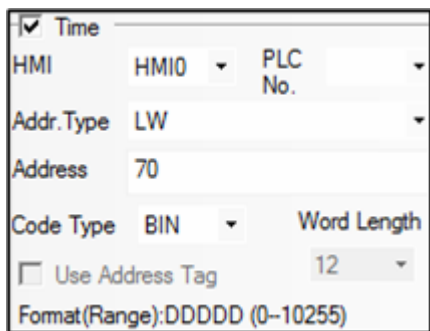 Time
HMI HMI0 PLC No.
Addr.Type LW
Address 70
Code Type BIN Word Length
Use Address Tag 12
Format(Range):DDDDD (0--10255)